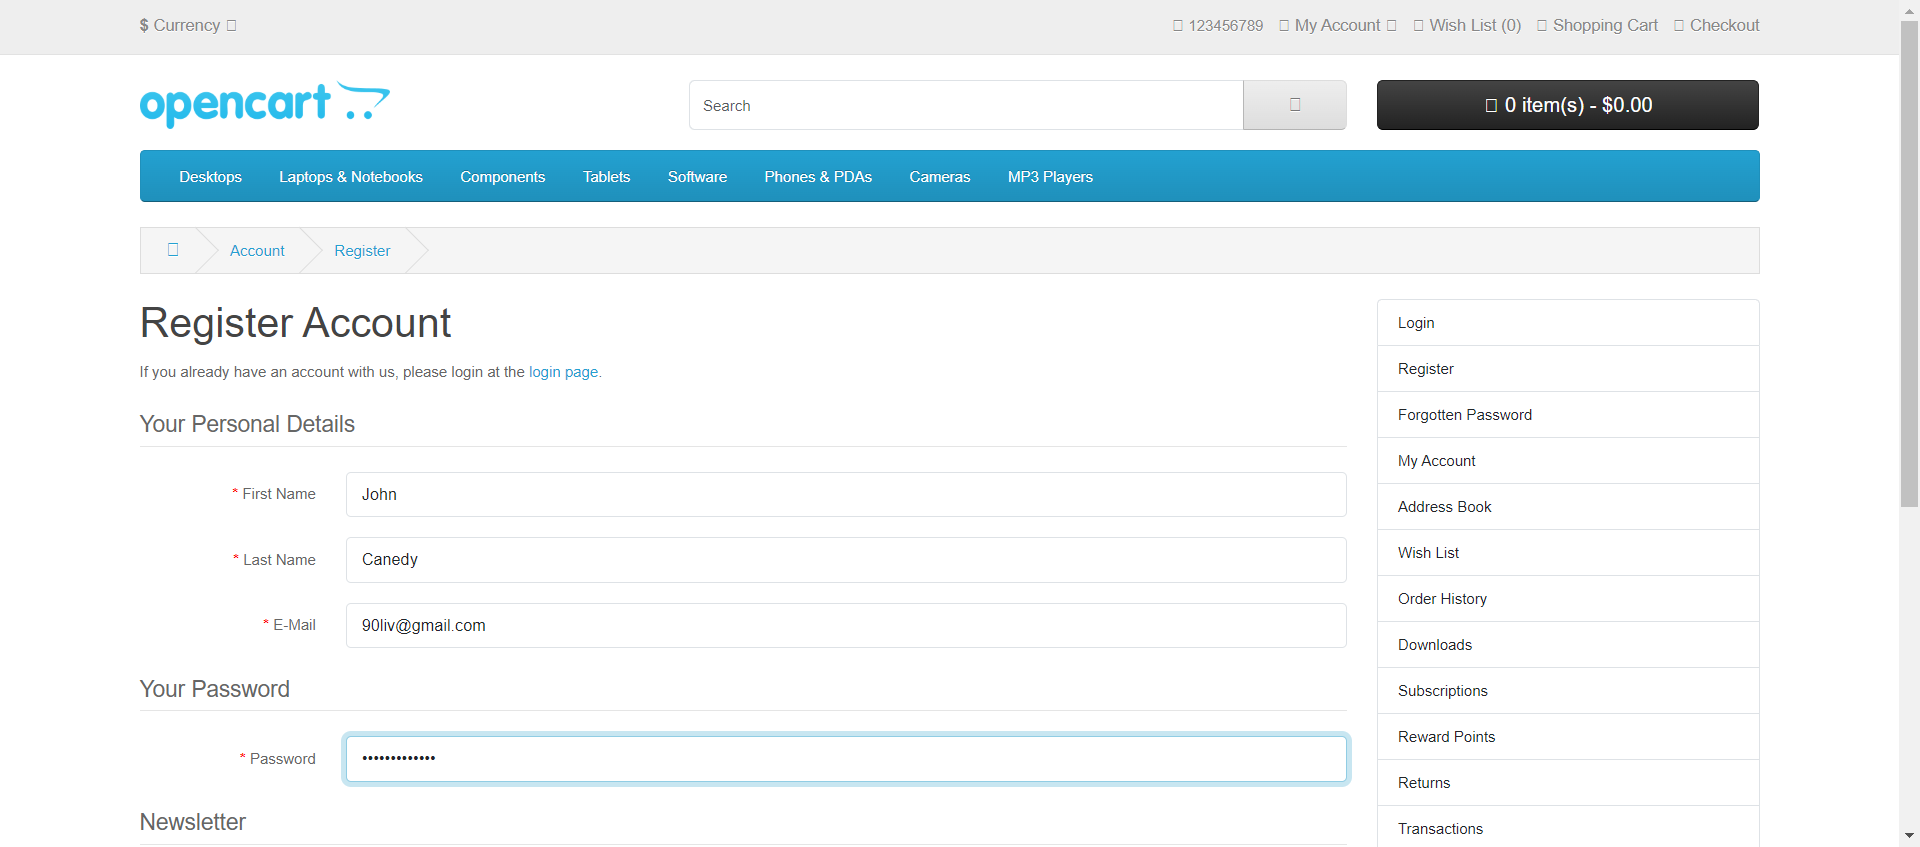 $ Currency
123456789 My Account Wish List (0) Shopping Cart Checkout
opencart
Search
0 item(s) - $0.00
Desktops Laptops & Notebooks Components Tablets Software Phones & PDAs Cameras MP3 Players
Account Register
Register Account
If you already have an account with us, please login at the login page.
Your Personal Details
* First Name
John
* Last Name
Canedy
* E-Mail
90liv@gmail.com
Your Password
* Password
•••••••••••••
Newsletter
Login
Register
Forgotten Password
My Account
Address Book
Wish List
Order History
Downloads
Subscriptions
Reward Points
Returns
Transactions